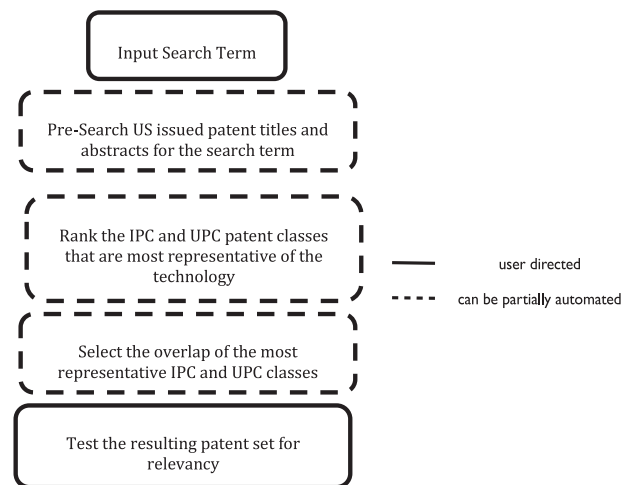 Input Search Term
Pre-Search US issued patent titles and
abstracts for the search term
Rank the IPC and UPC patent classes
that are most representative of the
technology
user directed
can be partially automated
Select the overlap of the most
representative IPC and UPC classes
Test the resulting patent set for
relevancy